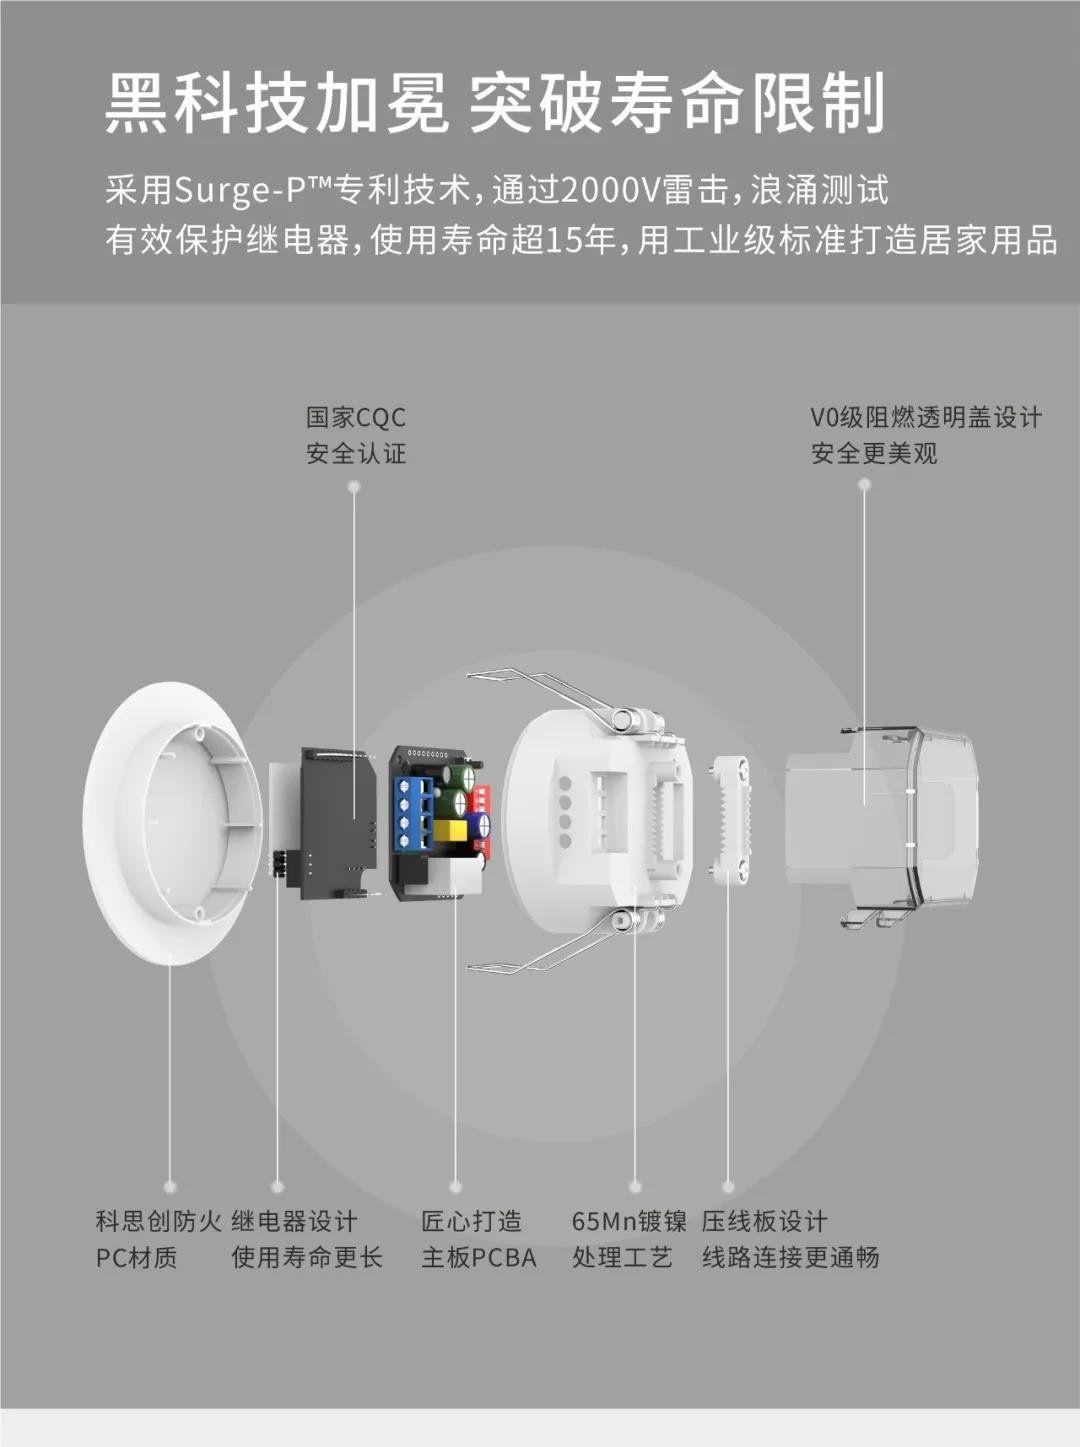 黑科技加冕 突破寿命限制
采用Surge-P™专利技术，通过2000V雷击，浪涌测试
有效保护继电器，使用寿命超15年，用工业级标准打造居家用品
国家CQC
安全认证
V0级阻燃透明盖设计
安全更美观
科思创防火
PC材质
继电器设计
使用寿命更长
匠心打造
主板PCBA
65Mn镀镍
处理工艺
压线板设计
线路连接更通畅